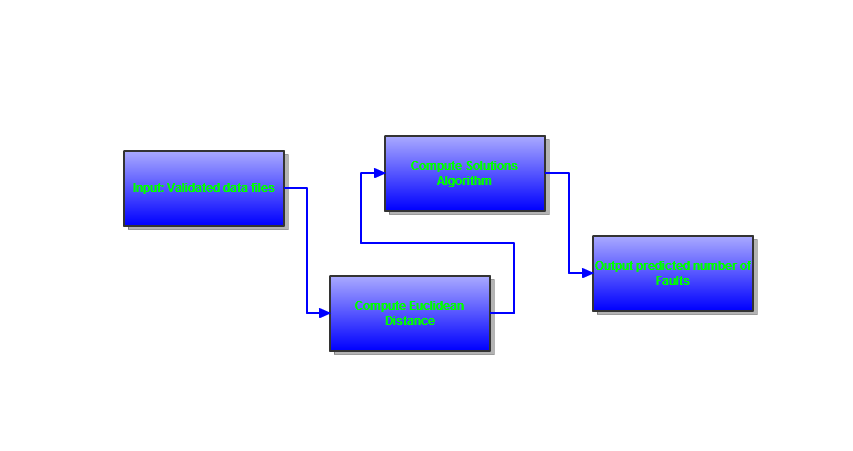 Input: Validated data files
Compute Euclidean
Distance
Compute Solutions
Algorithm
Output predicted number of
Faults